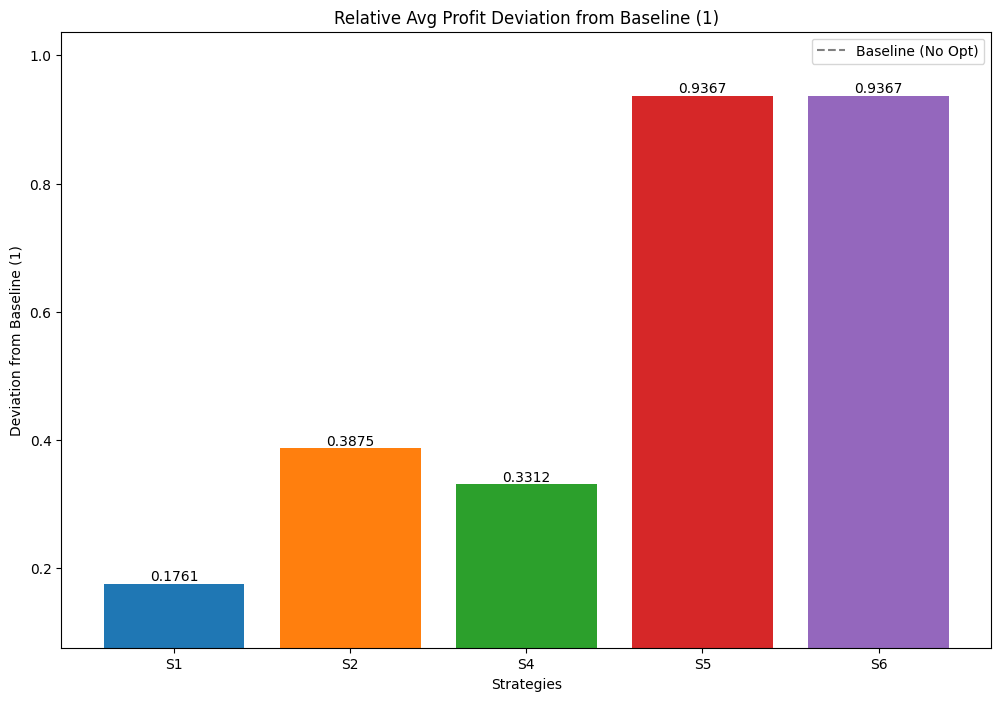 Relative Avg Profit Deviation from Baseline (1)
Baseline (No Opt)
1.0
0.8
0.6
0.4
0.2
Deviation from Baseline (1)
0.1761
0.3875
0.3312
0.9367
0.9367
S1
S2
S4
S5
S6
Strategies